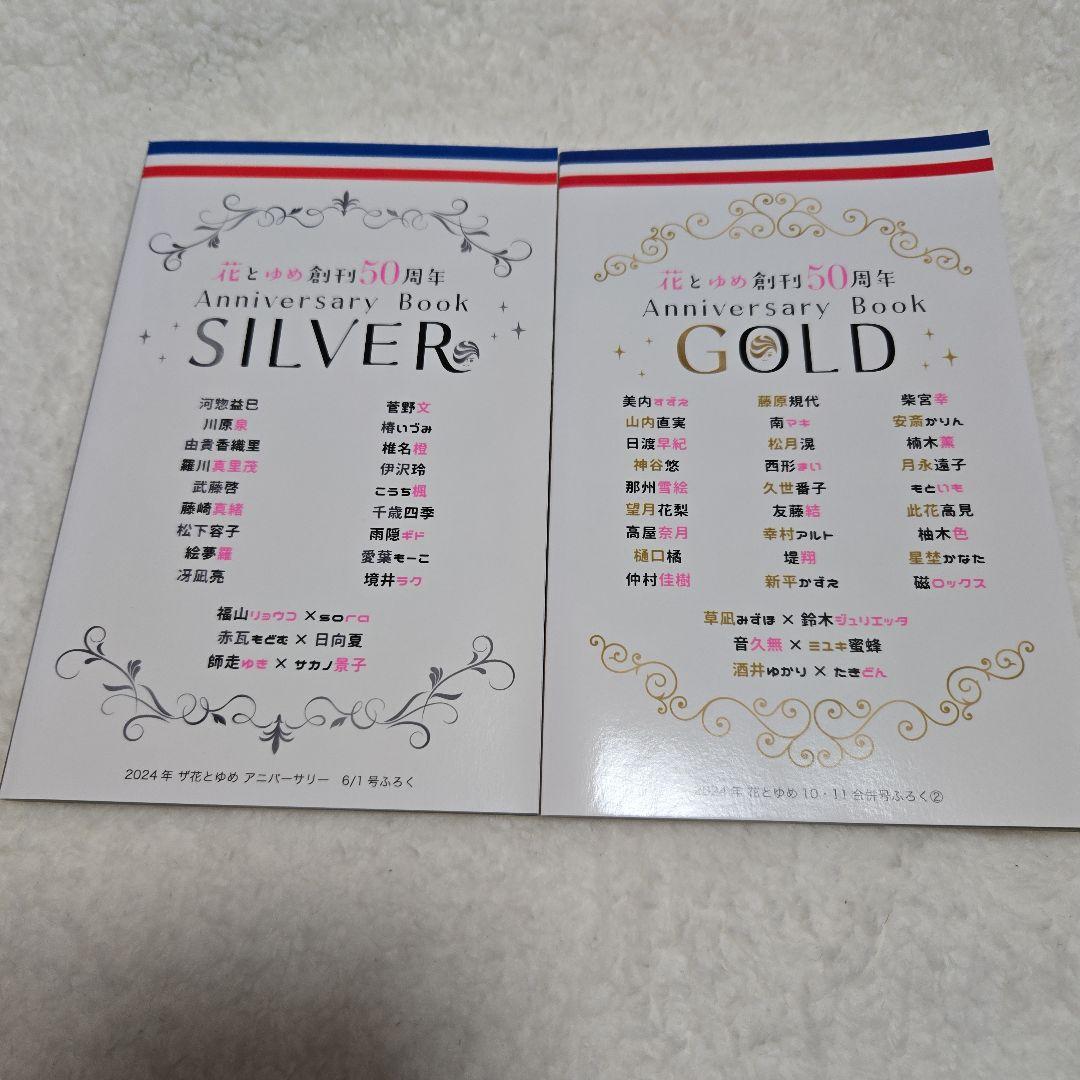 花とゆめ創刊50周年
Anniversary Book
SILVER
河惣益巳
川原泉
由貴香織里
羅川真里茂
武藤啓
藤崎真緒
松下容子
絵夢羅
冴凪亮
菅野文
椿いづみ
椎名橙
伊沢玲
こうち楓
千歳四季
雨隠ギド
愛葉もーこ
境井ラク
福山リョウコ×sora
赤瓦もどむ×日向夏
師走ゆき×サカノ景子
2024年 ザ花とゆめ アニバーサリー 6/1号ふろく
花とゆめ創刊50周年
Anniversary Book
GOLD
美内すずえ
山内直実
日渡早紀
神谷悠
那州雪絵
望月花梨
高屋奈月
樋口橘
仲村佳樹
藤原規代
南マキ
松月滉
西形まい
久世番子
友藤結
幸村アルト
堤翔
新平かずえ
柴宮幸
安斎かりん
楠木薫
月永遠子
もといも
此花高見
柚木色
星埜かなた
磁ロックス
草凪みずほ×鈴木ジュリエッタ
音久無×ミユキ蜜蜂
酒井ゆかり×たきどん
2024年 花とゆめ10・11合併号ふろく②